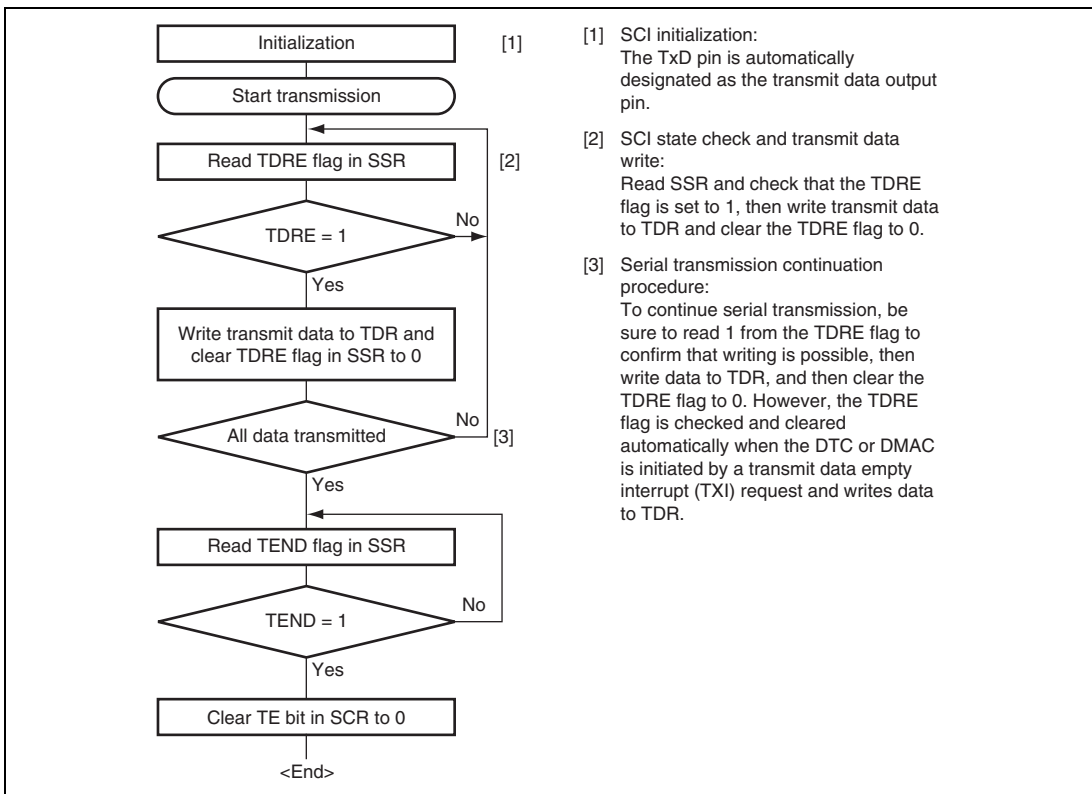 Initialization
[1]
Start transmission
Read TDRE flag in SSR
[2]
No
TDRE = 1
Yes
Write transmit data to TDR and
clear TDRE flag in SSR to 0
No
All data transmitted
[3]
Yes
Read TEND flag in SSR
No
TEND = 1
Yes
Clear TE bit in SCR to 0
<End>
[1] SCI initialization:
The TxD pin is automatically
designated as the transmit data output
pin.
[2] SCI state check and transmit data
write:
Read SSR and check that the TDRE
flag is set to 1, then write transmit data
to TDR and clear the TDRE flag to 0.
[3] Serial transmission continuation
procedure:
To continue serial transmission, be
sure to read 1 from the TDRE flag to
confirm that writing is possible, then
write data to TDR, and then clear the
TDRE flag to 0. However, the TDRE
flag is checked and cleared
automatically when the DTC or DMAC
is initiated by a transmit data empty
interrupt (TXI) request and writes data
to TDR.